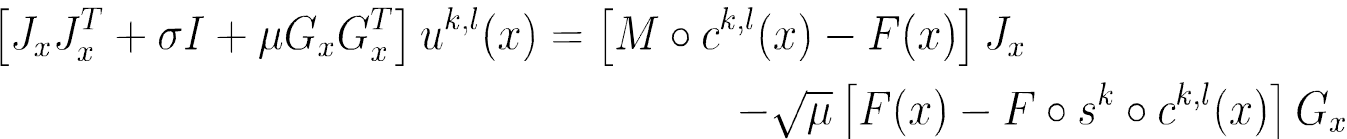 [J_x J_x^T + σI + μG_x G_x^T] u^{k,l}(x) = [M ∘ c^{k,l}(x) − F(x)] J_x
−√μ [F(x) − F ∘ s^k ∘ c^{k,l}(x)] G_x